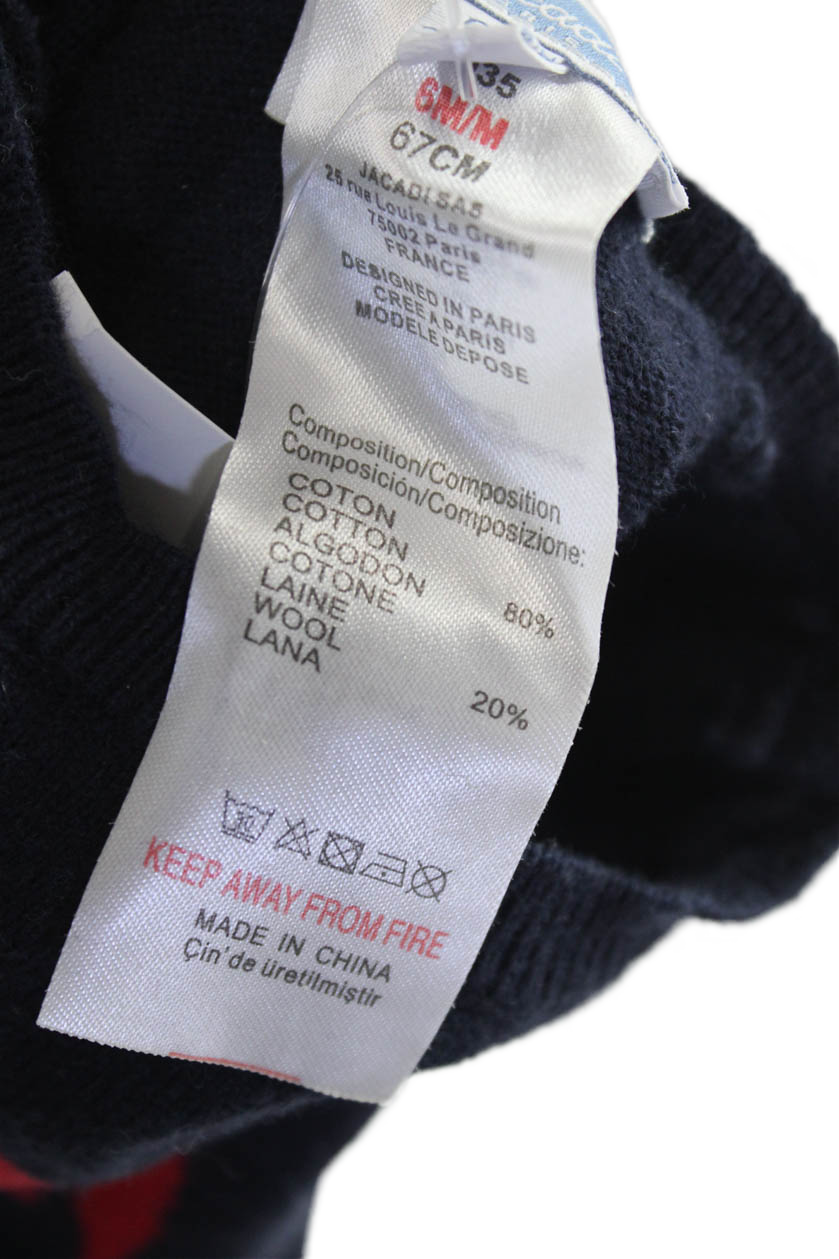 35
6M/M
67CM
JACADI SAS
25 rue Louis Le Grand
75002 Paris
FRANCE
DESIGNED IN PARIS
CREE A PARIS
MODELE DEPOSE
Composition/Composition
Composición/Composizione:
COTON
COTTON
ALGODON
COTONE 80%
LAINE
WOOL
LANA 20%
30
KEEP AWAY FROM FIRE
MADE IN CHINA
Çin'de üretilmiştir